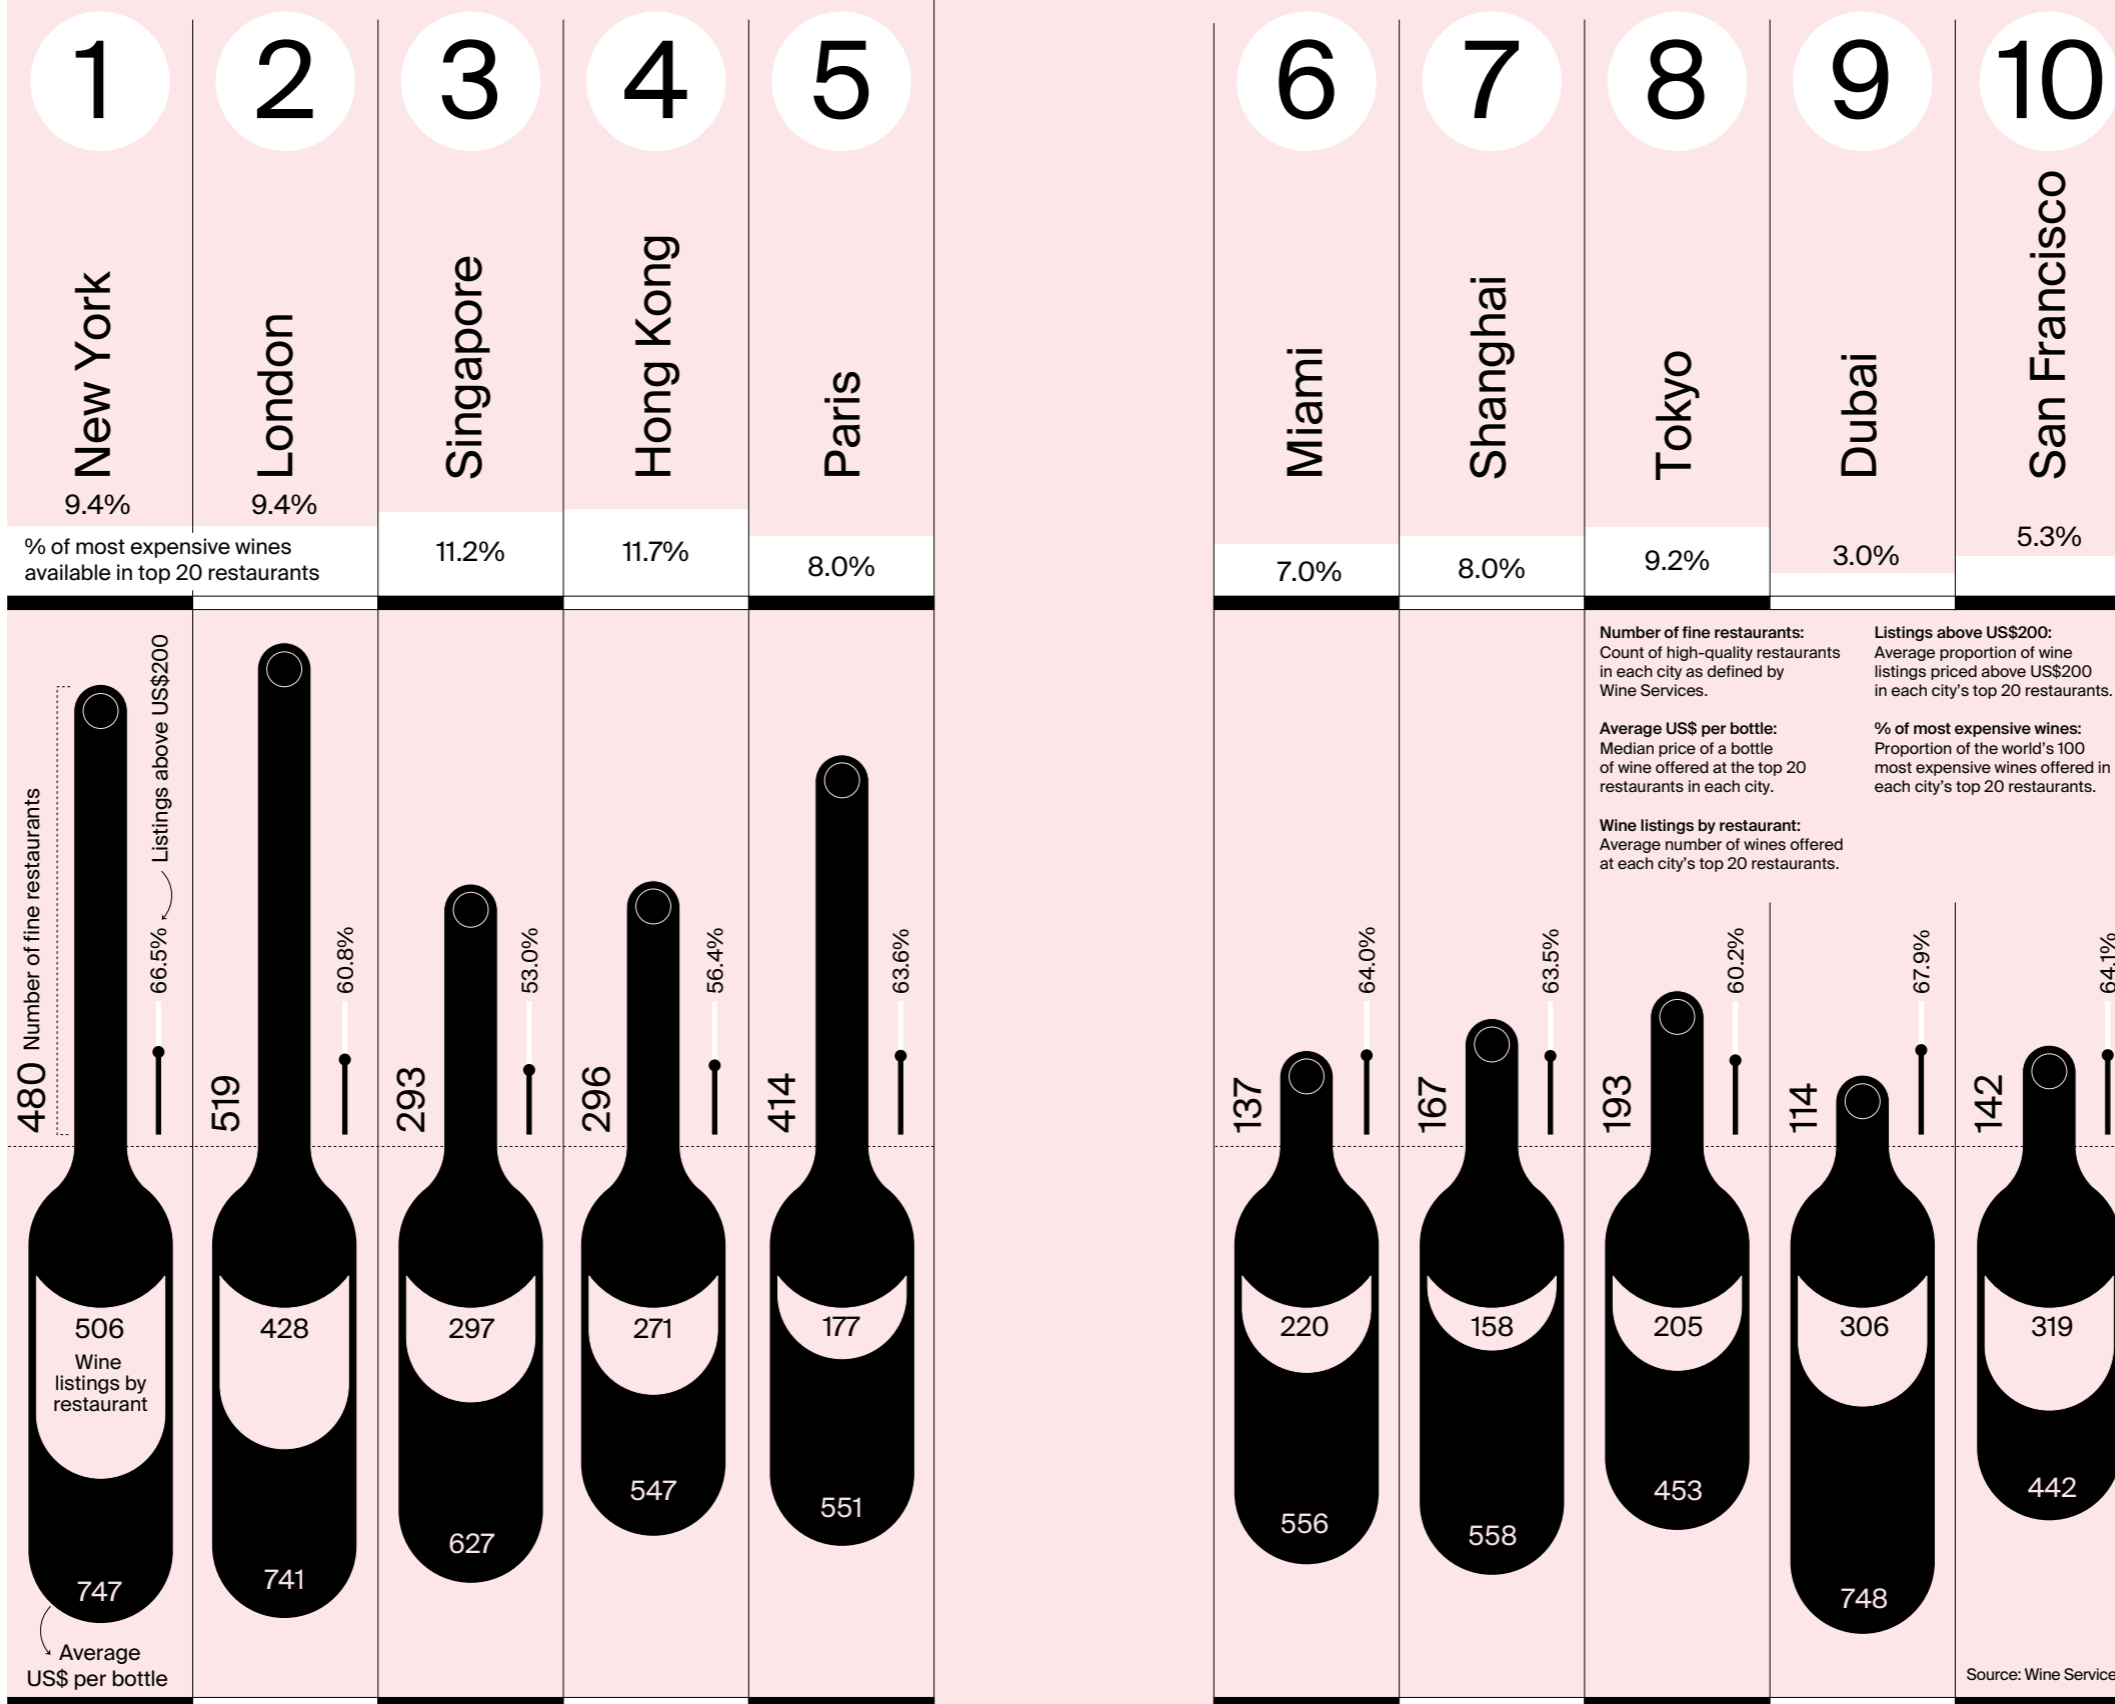 1
2
3
4
5
6
7
8
9
10
New York
London
Singapore
Hong Kong
Paris
Miami
Shanghai
Tokyo
Dubai
San Francisco
9.4%
9.4%
11.2%
11.7%
8.0%
7.0%
8.0%
9.2%
3.0%
5.3%
% of most expensive wines
available in top 20 restaurants
Number of fine restaurants:
Count of high-quality restaurants
in each city as defined by
Wine Services.
Average US$ per bottle:
Median price of a bottle
of wine offered at the top 20
restaurants in each city.
Wine listings by restaurant:
Average number of wines offered
at each city's top 20 restaurants.
Listings above US$200:
Average proportion of wine
listings priced above US$200
in each city's top 20 restaurants.
% of most expensive wines:
Proportion of the world's 100
most expensive wines offered in
each city's top 20 restaurants.
480 Number of fine restaurants
Listings above US$200
66.5%
519
60.8%
293
53.0%
296
56.4%
414
63.6%
137
64.0%
167
63.5%
193
60.2%
114
67.9%
142
64.1%
506
Wine
listings by
restaurant
428
297
271
177
220
158
205
306
319
747
741
627
547
551
556
558
453
748
442
Average
US$ per bottle
Source: Wine Service